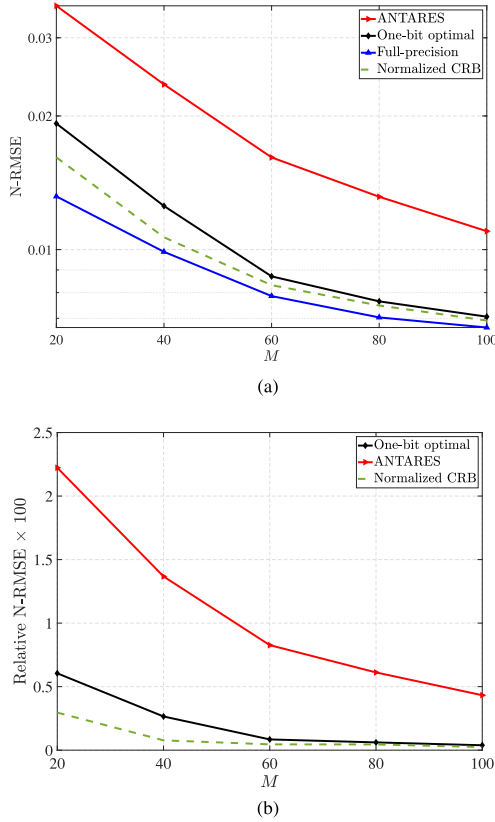 0.03
0.02
0.01
N-RMSE
ANTARES
One-bit optimal
Full-precision
Normalized CRB
20 40 60 80 100
M
(a)
2.5
2
1.5
1
0.5
0
Relative N-RMSE × 100
One-bit optimal
ANTARES
Normalized CRB
20 40 60 80 100
M
(b)